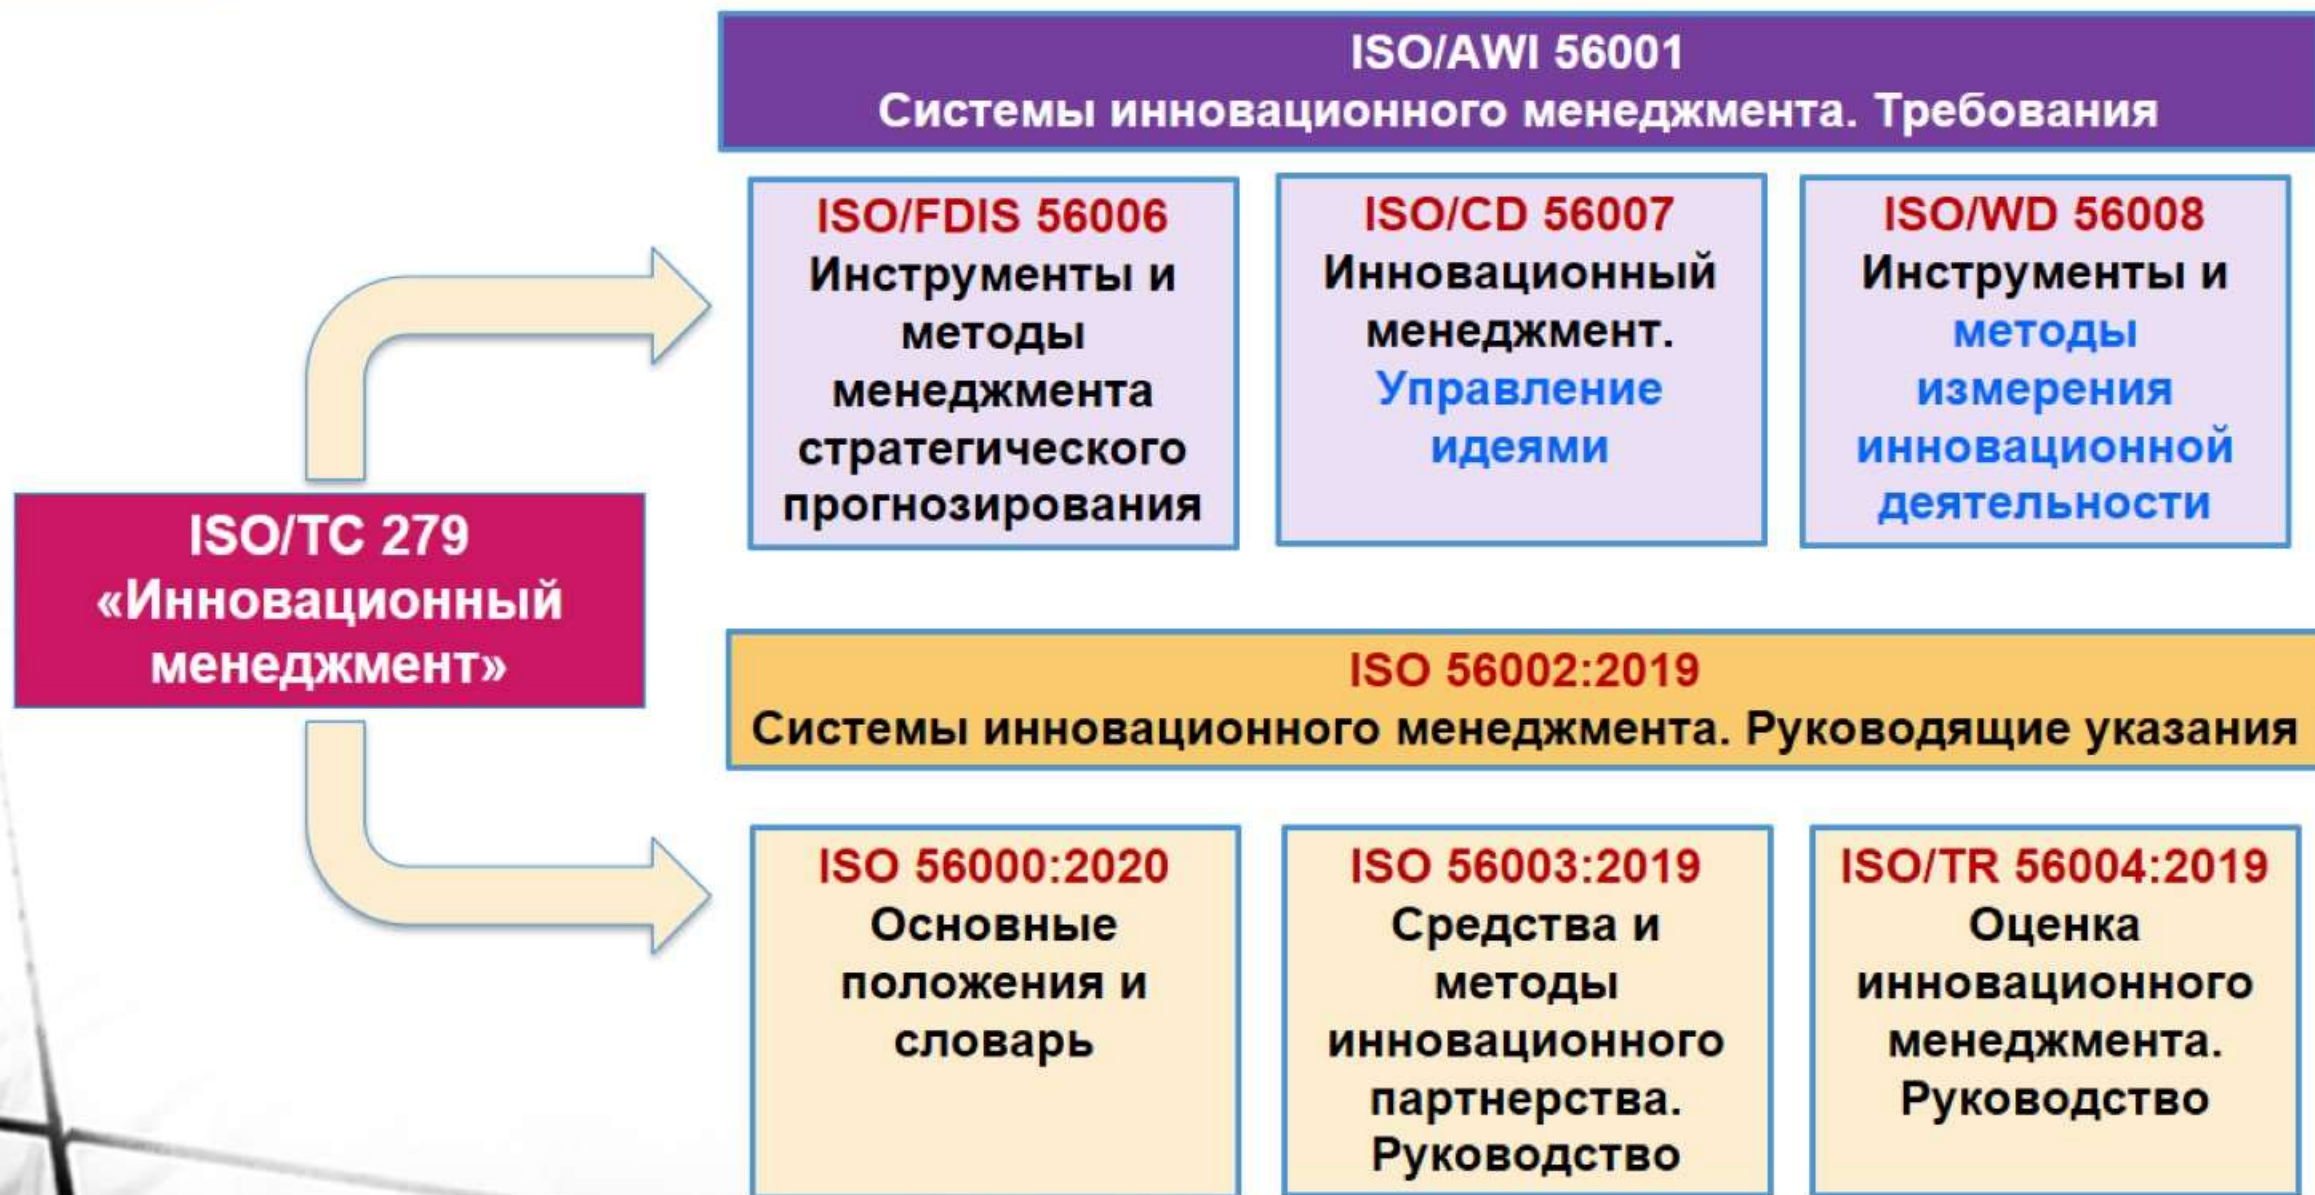 ISO/AWI 56001
Системы инновационного менеджмента. Требования
ISO/FDIS 56006
Инструменты и
методы
менеджмента
стратегического
прогнозирования
ISO/CD 56007
Инновационный
менеджмент.
Управление
идеями
ISO/WD 56008
Инструменты и
методы
измерения
инновационной
деятельности
ISO/TC 279
«Инновационный
менеджмент»
ISO 56002:2019
Системы инновационного менеджмента. Руководящие указания
ISO 56000:2020
Основные
положения и
словарь
ISO 56003:2019
Средства и
методы
инновационного
партнерства.
Руководство
ISO/TR 56004:2019
Оценка
инновационного
менеджмента.
Руководство